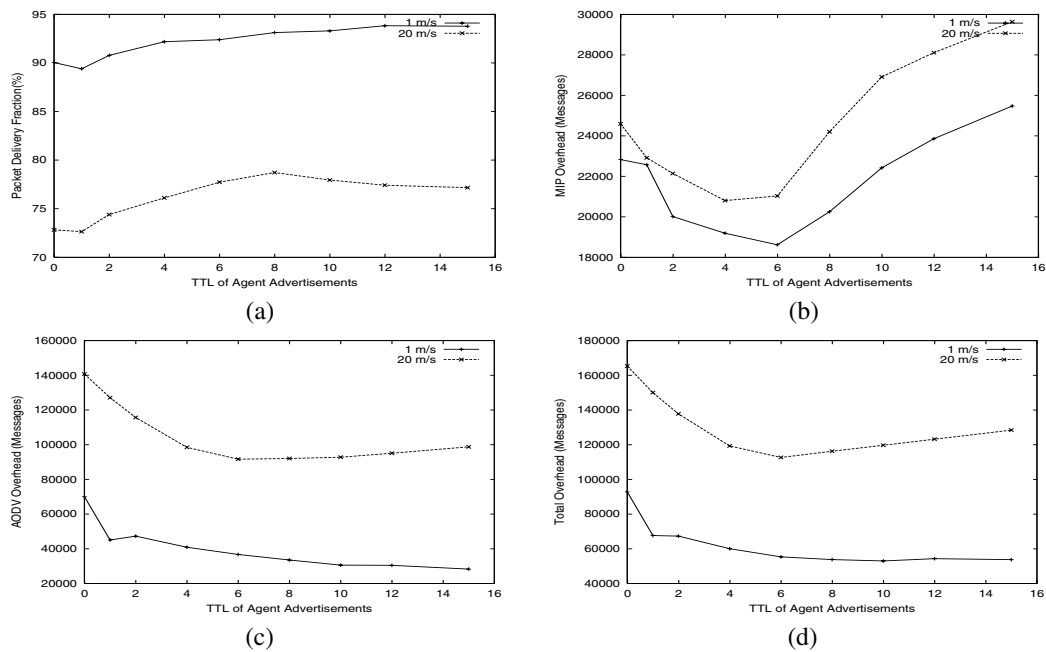 95
90
85
80
75
70
Packet Delivery Fraction(%)
1 m/s
20 m/s
0 2 4 6 8 10 12 14 16
TTL of Agent Advertisements
(a)
30000
28000
26000
24000
22000
20000
18000
MIP Overhead (Messages)
1 m/s
20 m/s
0 2 4 6 8 10 12 14 16
TTL of Agent Advertisements
(b)
160000
140000
120000
100000
80000
60000
40000
20000
AODV Overhead (Messages)
1 m/s
20 m/s
0 2 4 6 8 10 12 14 16
TTL of Agent Advertisements
(c)
180000
160000
140000
120000
100000
80000
60000
40000
Total Overhead (Messages)
1 m/s
20 m/s
0 2 4 6 8 10 12 14 16
TTL of Agent Advertisements
(d)